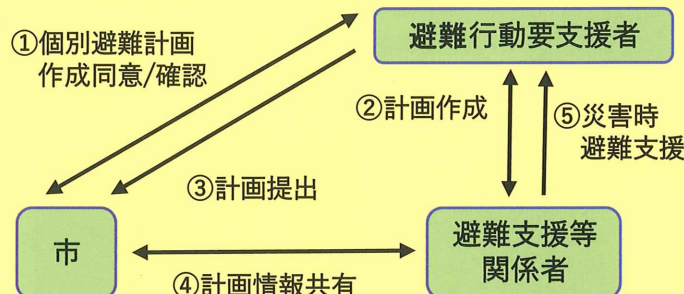 ①個別避難計画
作成同意/確認
避難行動要支援者
②計画作成
⑤災害時
避難支援
③計画提出
市
避難支援等
関係者
④計画情報共有